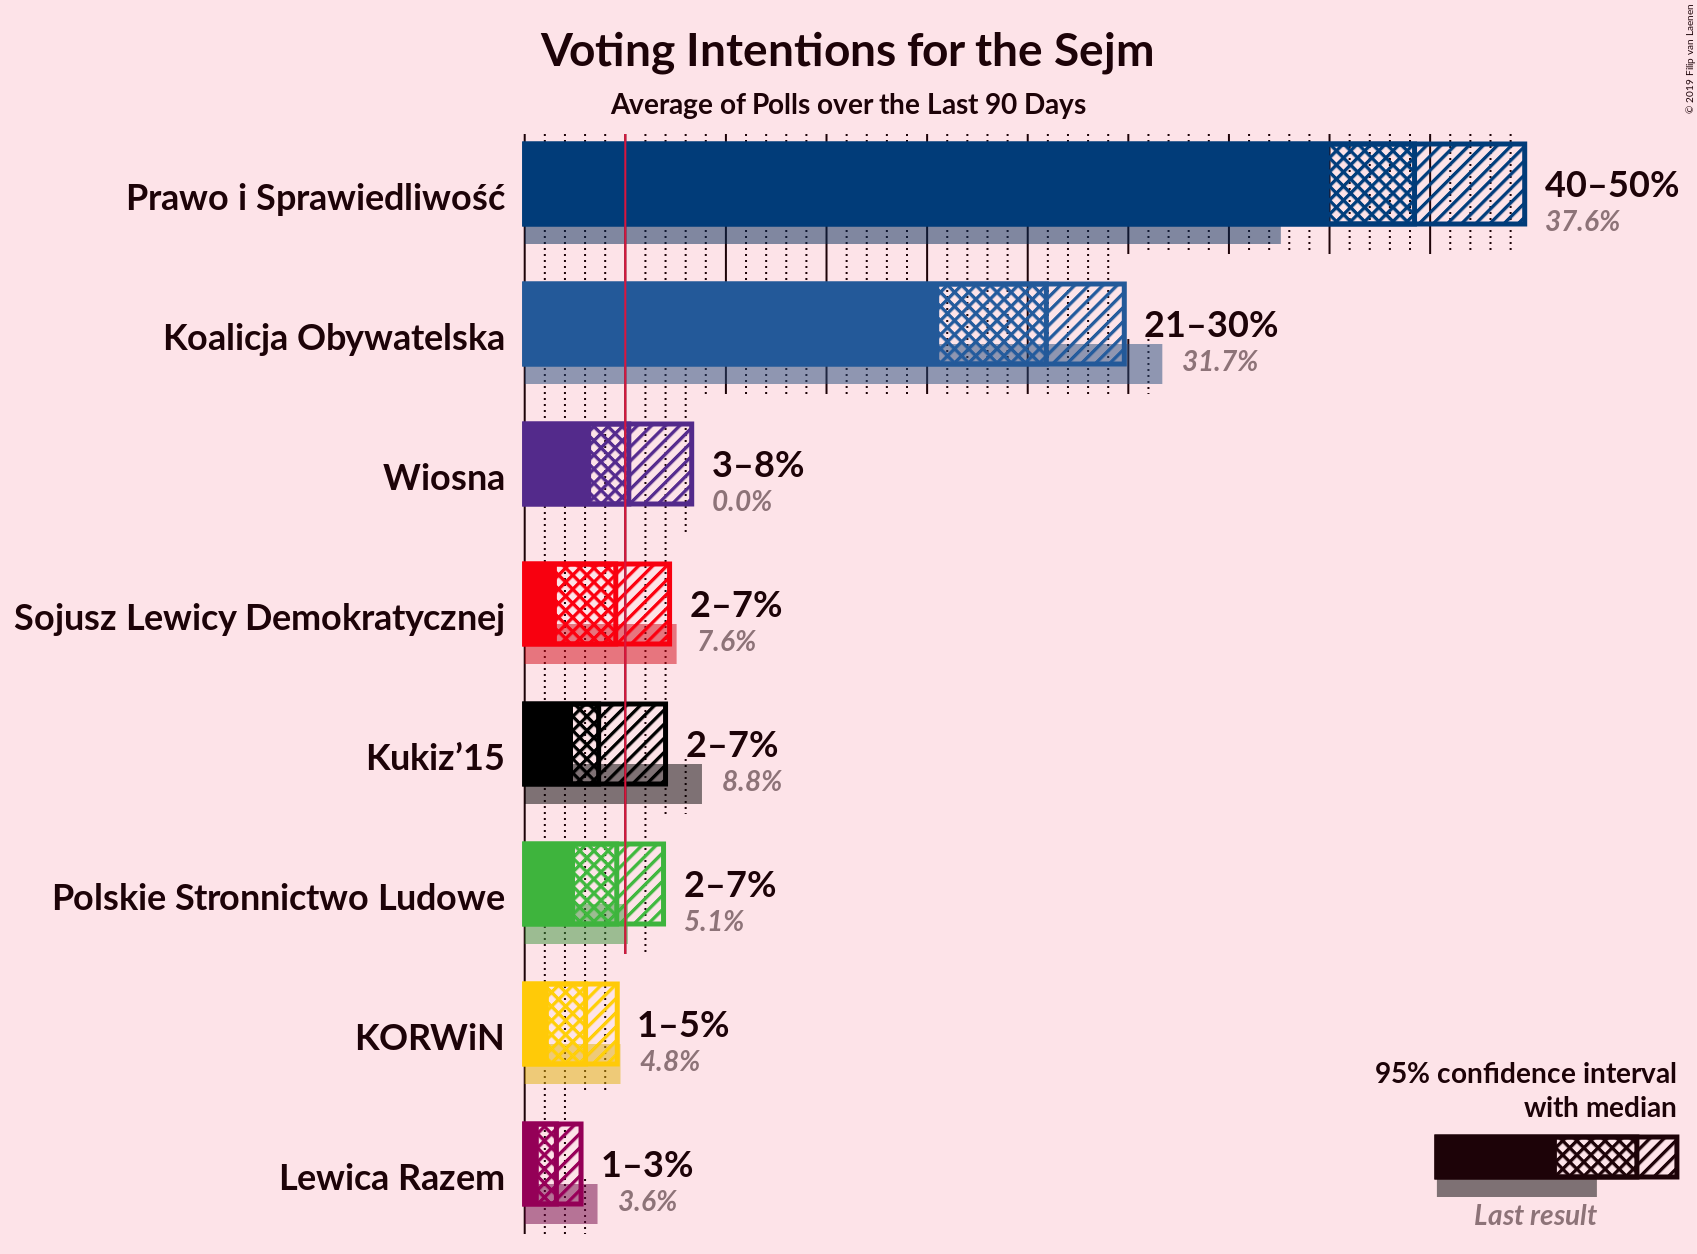 Voting Intentions for the Sejm
Average of Polls over the Last 90 Days
© 2019 Filip van Laenen
Prawo i Sprawiedliwość
40–50%
37.6%
Koalicja Obywatelska
21–30%
31.7%
Wiosna
3–8%
0.0%
Sojusz Lewicy Demokratycznej
2–7%
7.6%
Kukiz’15
2–7%
8.8%
Polskie Stronnictwo Ludowe
2–7%
5.1%
KORWiN
1–5%
4.8%
Lewica Razem
1–3%
3.6%
95% confidence interval
with median
Last result